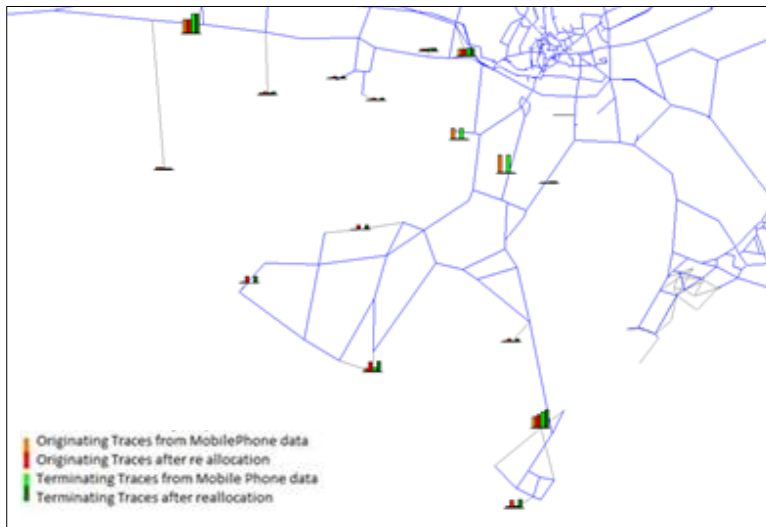 Originating Traces from MobilePhone data
Originating Traces after re allocation
Terminating Traces from Mobile Phone data
Terminating Traces after reallocation